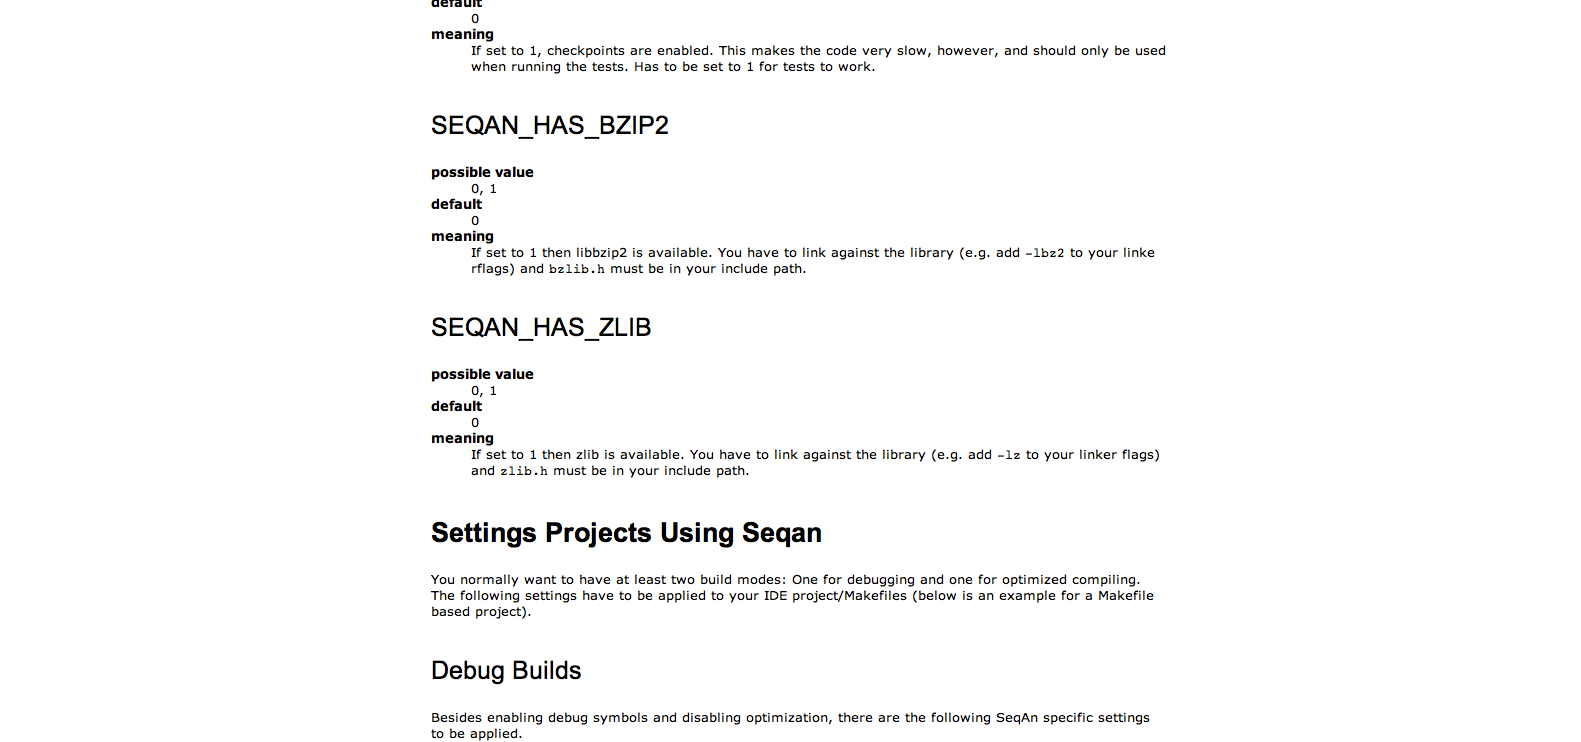 default
0
meaning
If set to 1, checkpoints are enabled. This makes the code very slow, however, and should only be used
when running the tests. Has to be set to 1 for tests to work.
SEQAN_HAS_BZIP2
possible value
0, 1
default
0
meaning
If set to 1 then libbzip2 is available. You have to link against the library (e.g. add -lbz2 to your linke
rflags) and bzlib.h must be in your include path.
SEQAN_HAS_ZLIB
possible value
0, 1
default
0
meaning
If set to 1 then zlib is available. You have to link against the library (e.g. add -lz to your linker flags)
and zlib.h must be in your include path.
Settings Projects Using Seqan
You normally want to have at least two build modes: One for debugging and one for optimized compiling.
The following settings have to be applied to your IDE project/Makefiles (below is an example for a Makefile
based project).
Debug Builds
Besides enabling debug symbols and disabling optimization, there are the following SeqAn specific settings
to be applied.